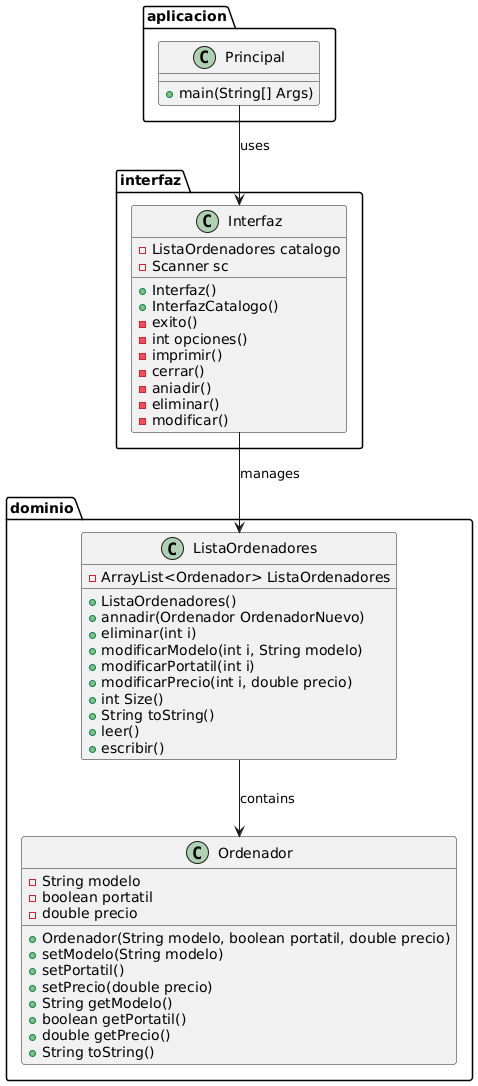 aplicacion
C Principal
main(String[] Args)
uses
interfaz
C Interfaz
ListaOrdenadores catalogo
Scanner sc
Interfaz()
InterfazCatalogo()
exito()
int opciones()
imprimir()
cerrar()
aniadir()
eliminar()
modificar()
manages
dominio
C ListaOrdenadores
ArrayList<Ordenador> ListaOrdenadores
ListaOrdenadores()
annadir(Ordenador OrdenadorNuevo)
eliminar(int i)
modificarModelo(int i, String modelo)
modificarPortatil(int i)
modificarPrecio(int i, double precio)
int Size()
String toString()
leer()
escribir()
contains
C Ordenador
String modelo
boolean portatil
double precio
Ordenador(String modelo, boolean portatil, double precio)
setModelo(String modelo)
setPortatil()
setPrecio(double precio)
String getModelo()
boolean getPortatil()
double getPrecio()
String toString()